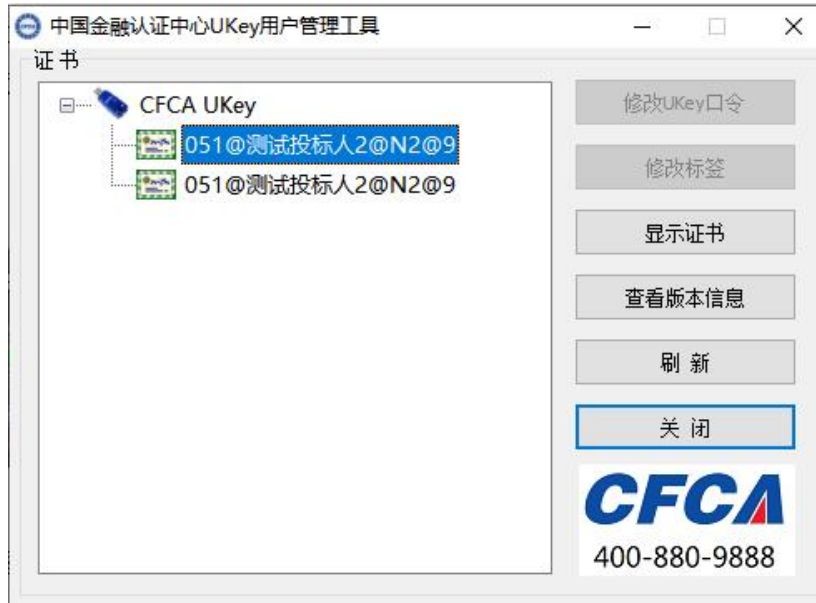 中国金融认证中心UKey用户管理工具
证书
CFCA UKey
051@测试投标人2@N2@9
051@测试投标人2@N2@9
修改UKey口令
修改标签
显示证书
查看版本信息
刷 新
关 闭
CFCA
400-880-9888